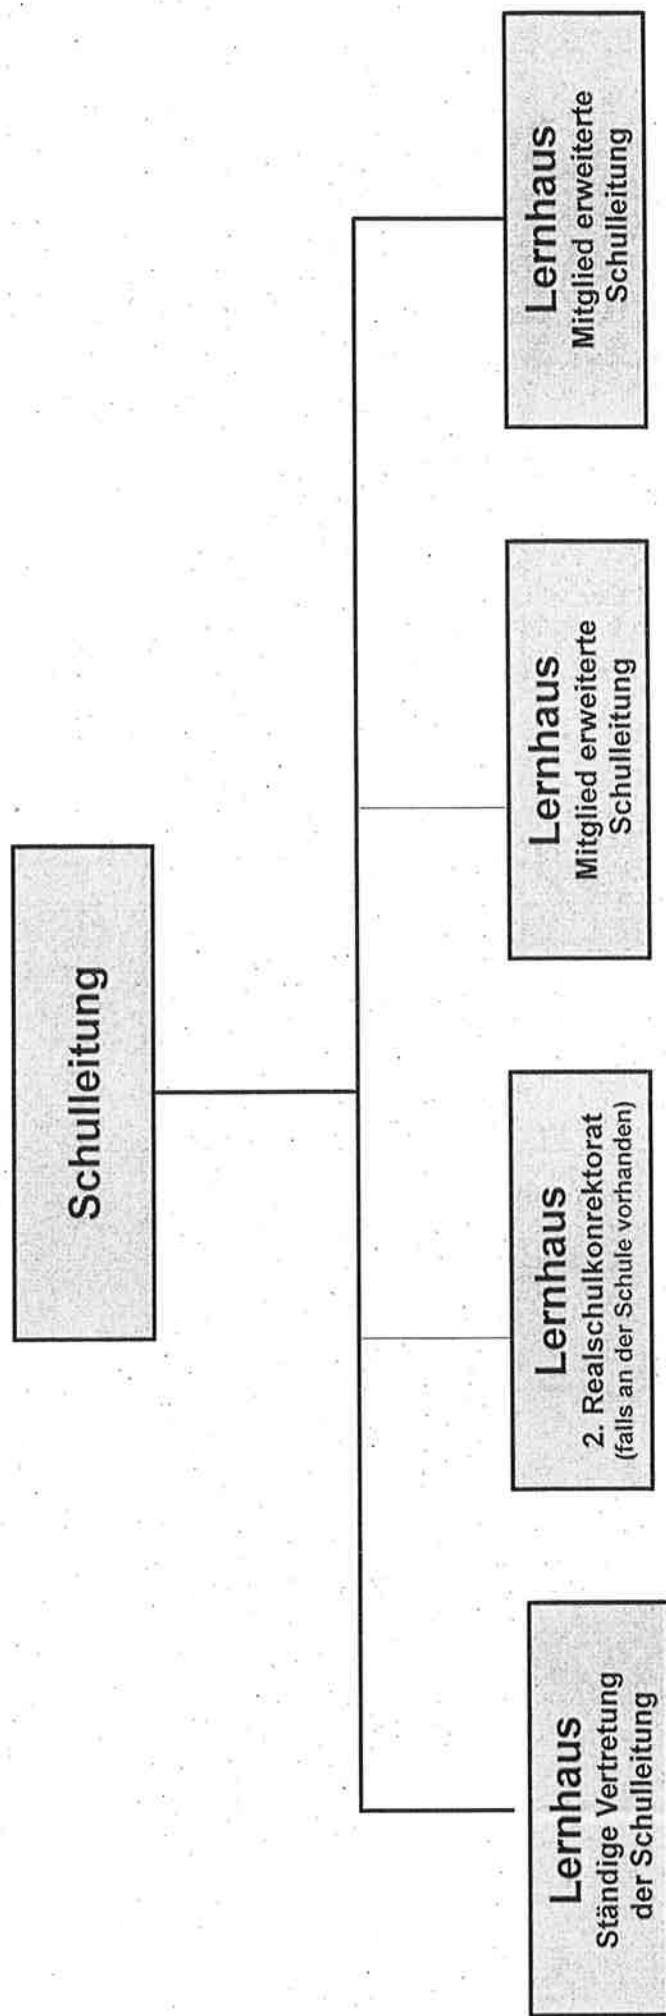 Schulleitung
Lernhaus
Ständige Vertretung
der Schulleitung
Lernhaus
2. Realschulkonrektorat
(falls an der Schule vorhanden)
Lernhaus
Mitglied erweiterte
Schulleitung
Lernhaus
Mitglied erweiterte
Schulleitung